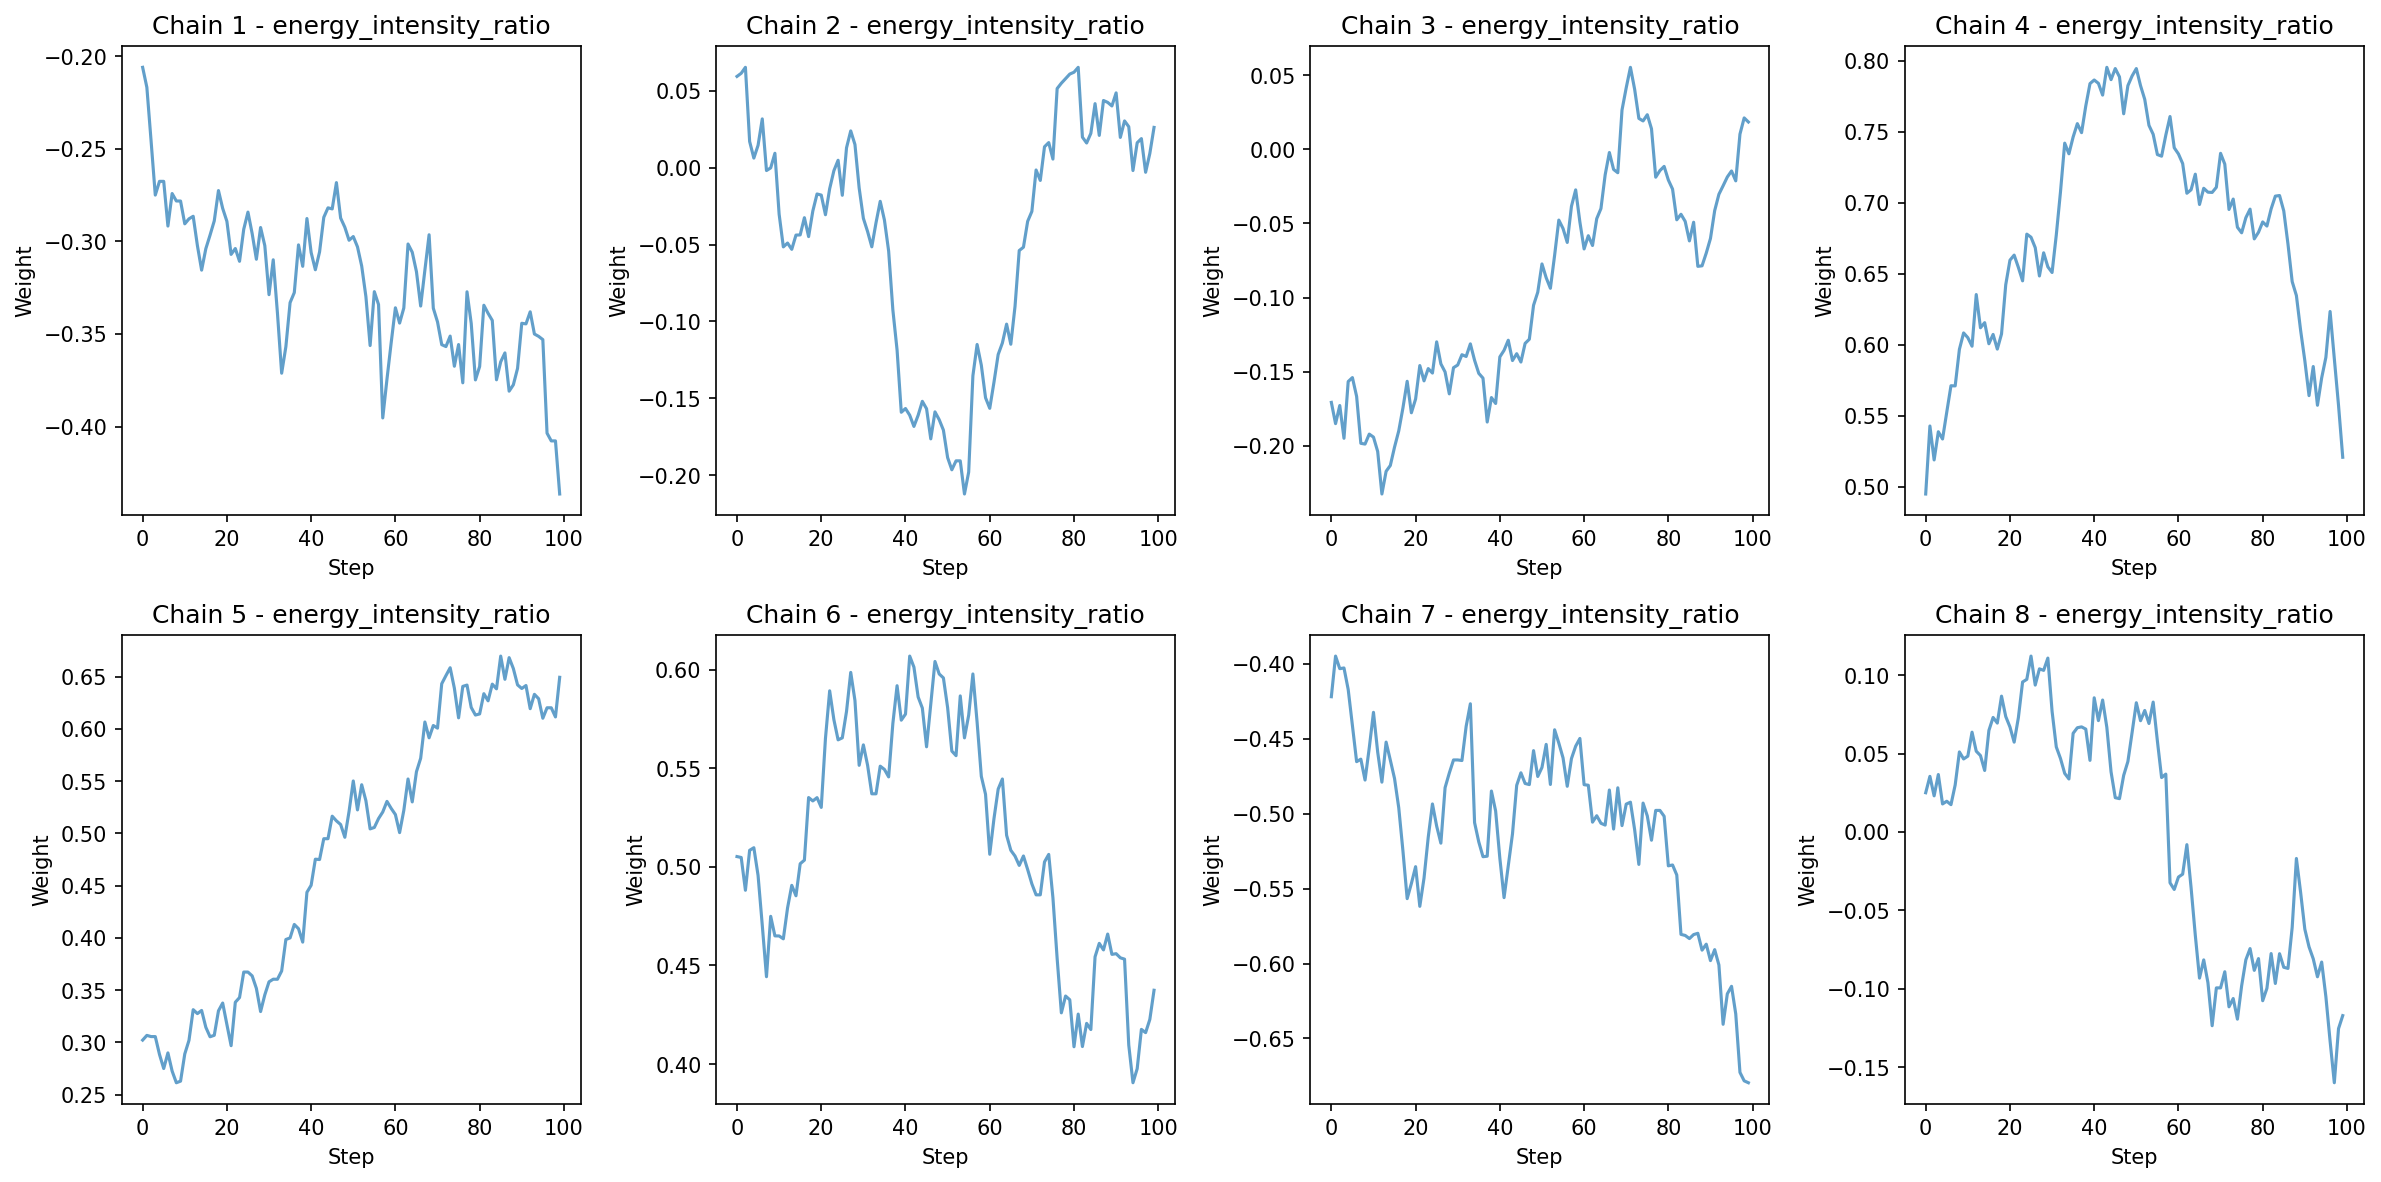 Chain 1 - energy_intensity_ratio
Weight
−0.20
−0.25
−0.30
−0.35
−0.40
0 20 40 60 80 100
Step
Chain 2 - energy_intensity_ratio
Weight
0.05
0.00
−0.05
−0.10
−0.15
−0.20
0 20 40 60 80 100
Step
Chain 3 - energy_intensity_ratio
Weight
0.05
0.00
−0.05
−0.10
−0.15
−0.20
0 20 40 60 80 100
Step
Chain 4 - energy_intensity_ratio
Weight
0.80
0.75
0.70
0.65
0.60
0.55
0.50
0 20 40 60 80 100
Step
Chain 5 - energy_intensity_ratio
Weight
0.65
0.60
0.55
0.50
0.45
0.40
0.35
0.30
0.25
0 20 40 60 80 100
Step
Chain 6 - energy_intensity_ratio
Weight
0.60
0.55
0.50
0.45
0.40
0 20 40 60 80 100
Step
Chain 7 - energy_intensity_ratio
Weight
−0.40
−0.45
−0.50
−0.55
−0.60
−0.65
0 20 40 60 80 100
Step
Chain 8 - energy_intensity_ratio
Weight
0.10
0.05
0.00
−0.05
−0.10
−0.15
0 20 40 60 80 100
Step